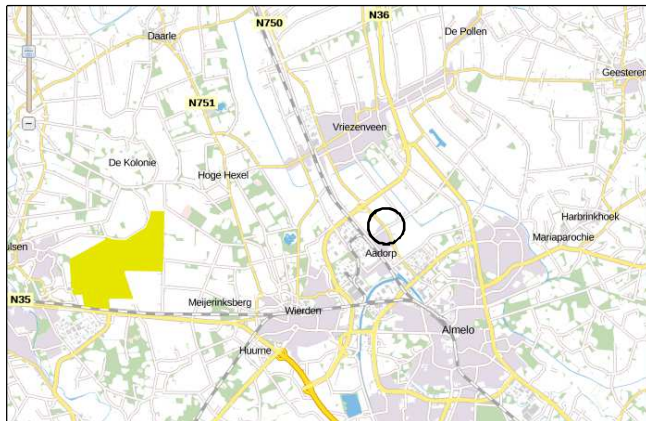 N750
N36
De Pollen
Daarle
Geesteren
N751
Vriezenveen
De Kolonie
Hoge Hexel
Harbrinkhoek
Mariaparochie
ulsen
Aadorp
N35
Meijerinksberg
Wierden
Almelo
Huurne